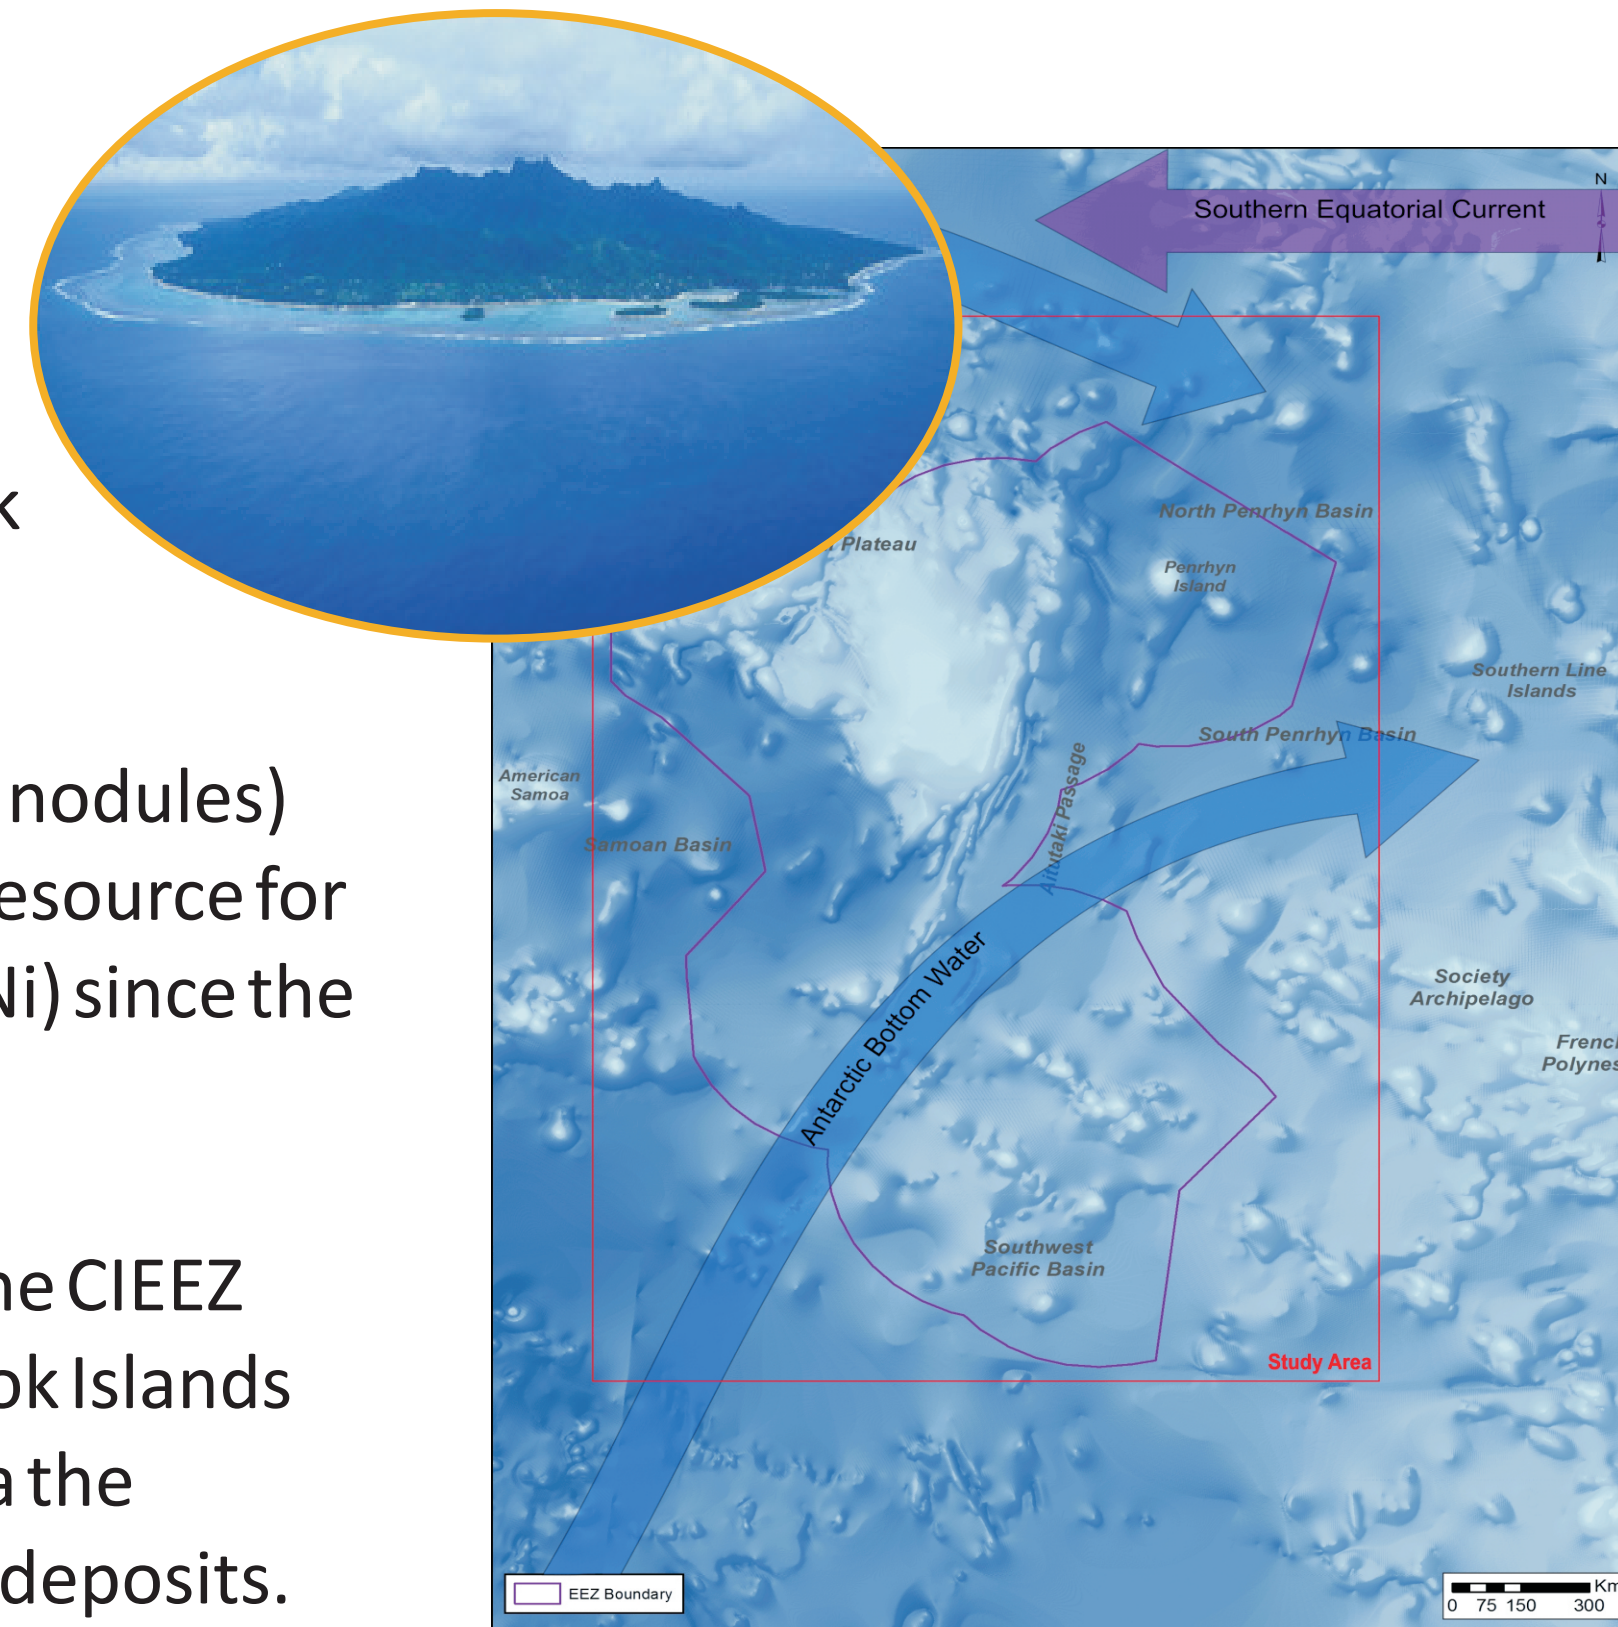 k
nodules)
esource for
Ni) since the
ne CIEEZ
ok Islands
a the
deposits.
Southern Equatorial Current
N
North Penrhyn Basin
Plateau
Penrhyn
Island
Southern Line
Islands
South Penrhyn Basin
American
Samoa
Aitutaki Passage
Samoan Basin
Antarctic Bottom Water
Society
Archipelago
Frenc
Polynes
Southwest
Pacific Basin
Study Area
EEZ Boundary
Km
0 75 150 300